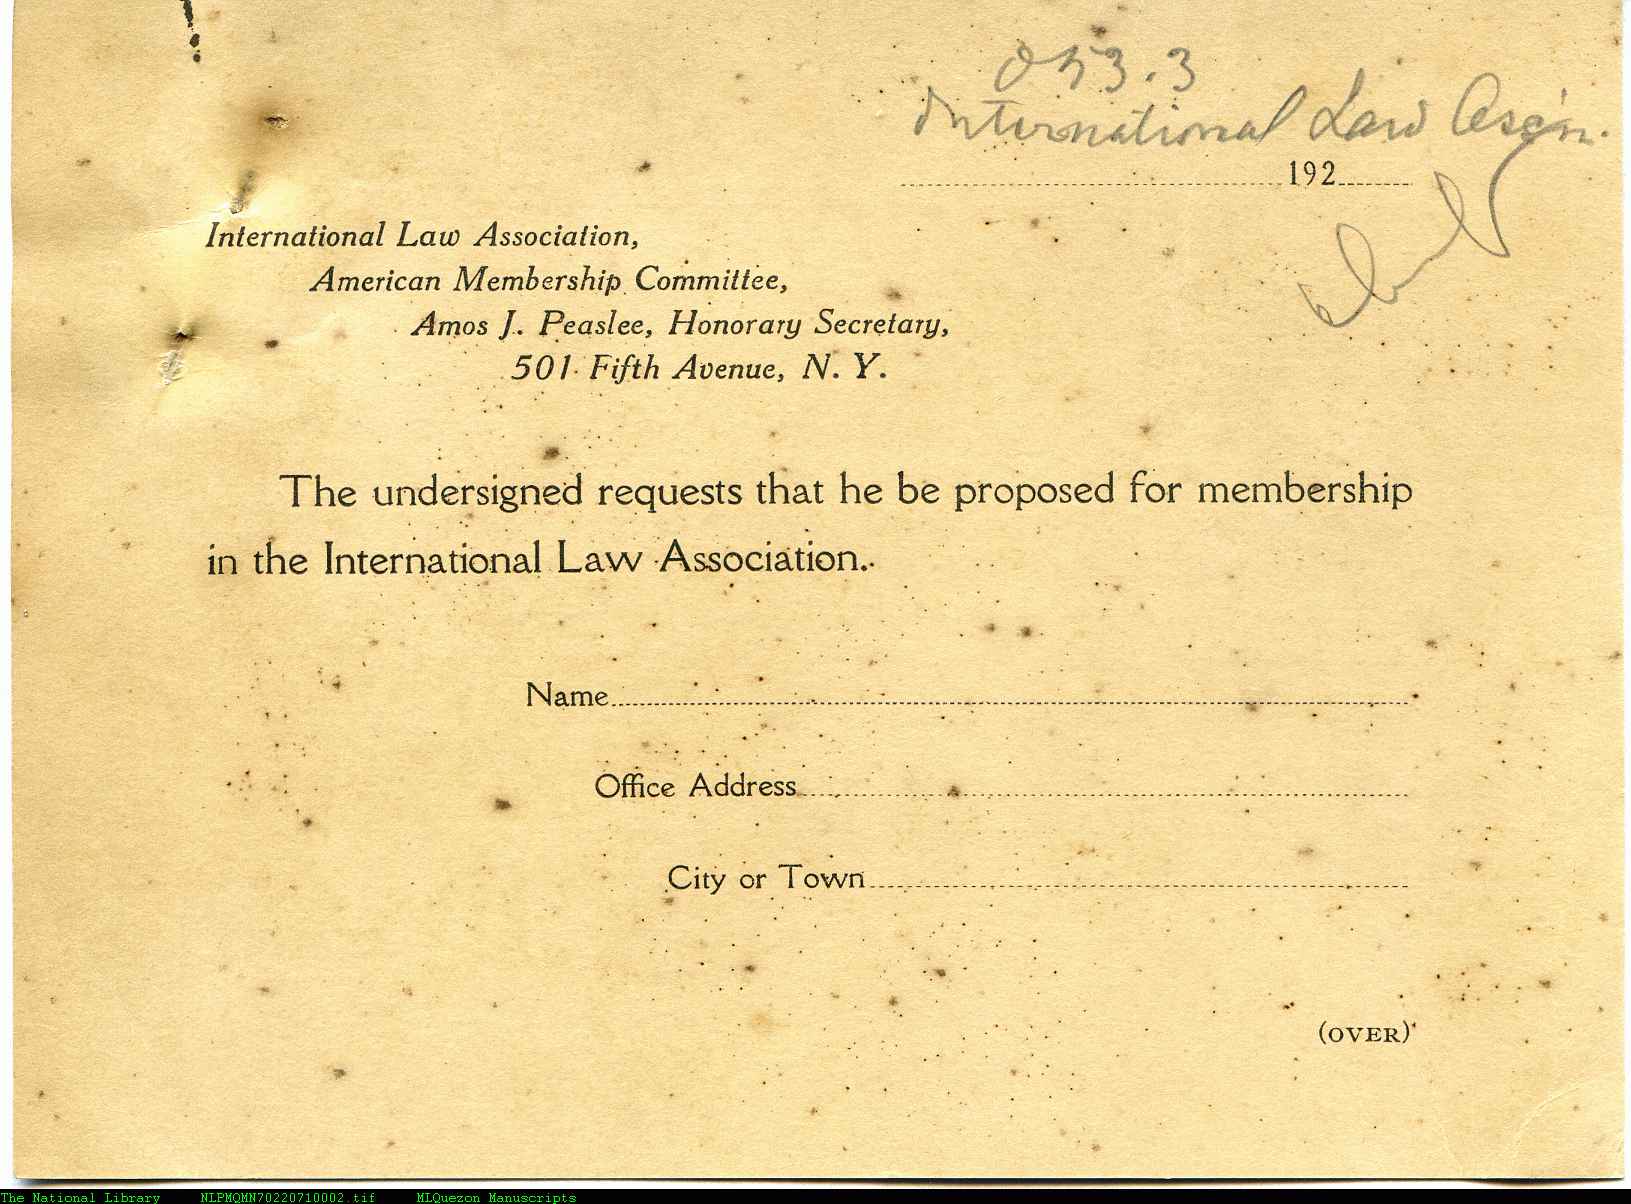 053.3
International Law Ass'n.
192
International Law Association,
American Membership Committee,
Amos J. Peaslee, Honorary Secretary,
501 Fifth Avenue, N. Y.
The undersigned requests that he be proposed for membership
in the International Law Association.
Name
Office Address
City or Town
(OVER)
The National Library NLPMQMN70220710002.tif MLQuezon Manuscripts